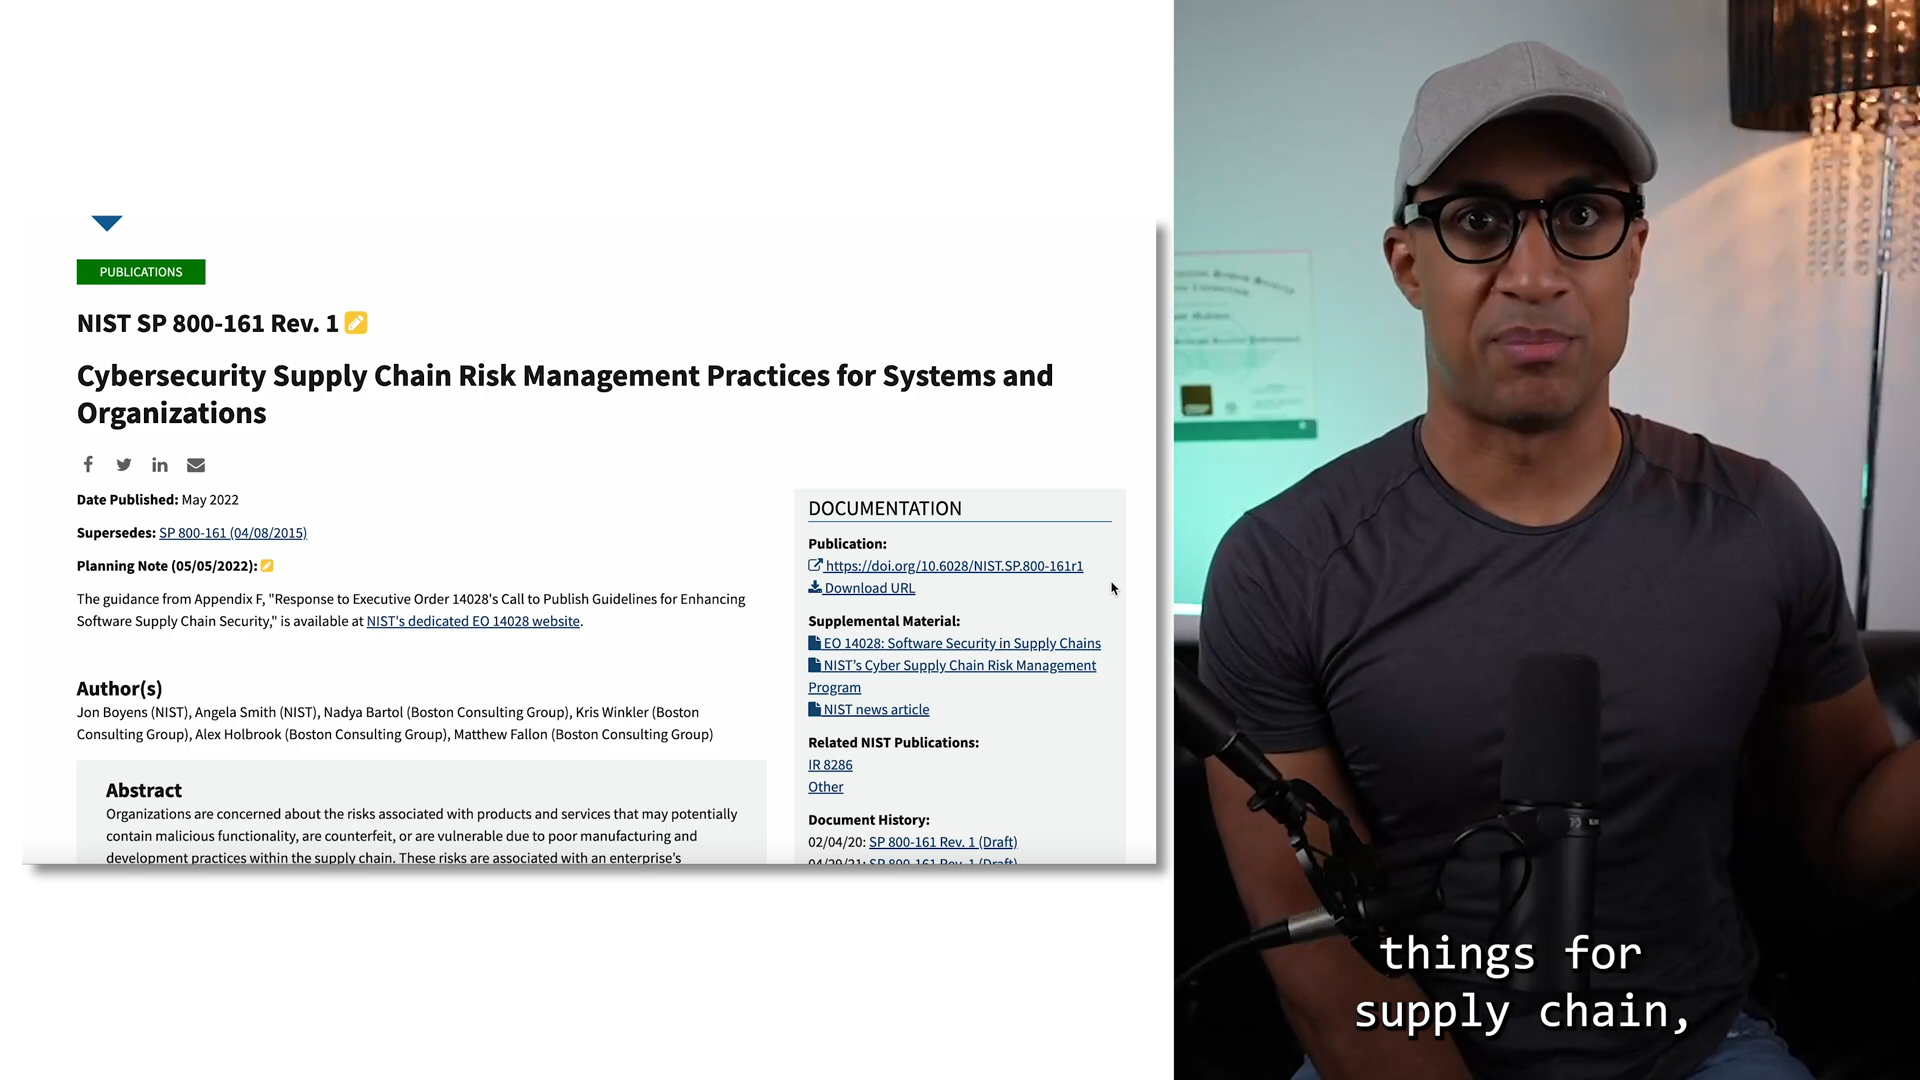 PUBLICATIONS
NIST SP 800-161 Rev. 1
Cybersecurity Supply Chain Risk Management Practices for Systems and
Organizations
Date Published: May 2022
Supersedes: SP 800-161 (04/08/2015)
Planning Note (05/05/2022):
The guidance from Appendix F, "Response to Executive Order 14028's Call to Publish Guidelines for Enhancing
Software Supply Chain Security," is available at NIST's dedicated EO 14028 website.
Author(s)
Jon Boyens (NIST), Angela Smith (NIST), Nadya Bartol (Boston Consulting Group), Kris Winkler (Boston
Consulting Group), Alex Holbrook (Boston Consulting Group), Matthew Fallon (Boston Consulting Group)
Abstract
Organizations are concerned about the risks associated with products and services that may potentially
contain malicious functionality, are counterfeit, or are vulnerable due to poor manufacturing and
development practices within the supply chain. These risks are associated with an enterprise's
DOCUMENTATION
Publication:
https://doi.org/10.6028/NIST.SP.800-161r1
Download URL
Supplemental Material:
EO 14028: Software Security in Supply Chains
NIST's Cyber Supply Chain Risk Management
Program
NIST news article
Related NIST Publications:
IR 8286
Other
Document History:
02/04/20: SP 800-161 Rev. 1 (Draft)
04/29/21: SP 800-161 Rev. 1 (Draft)
things for
supply chain,